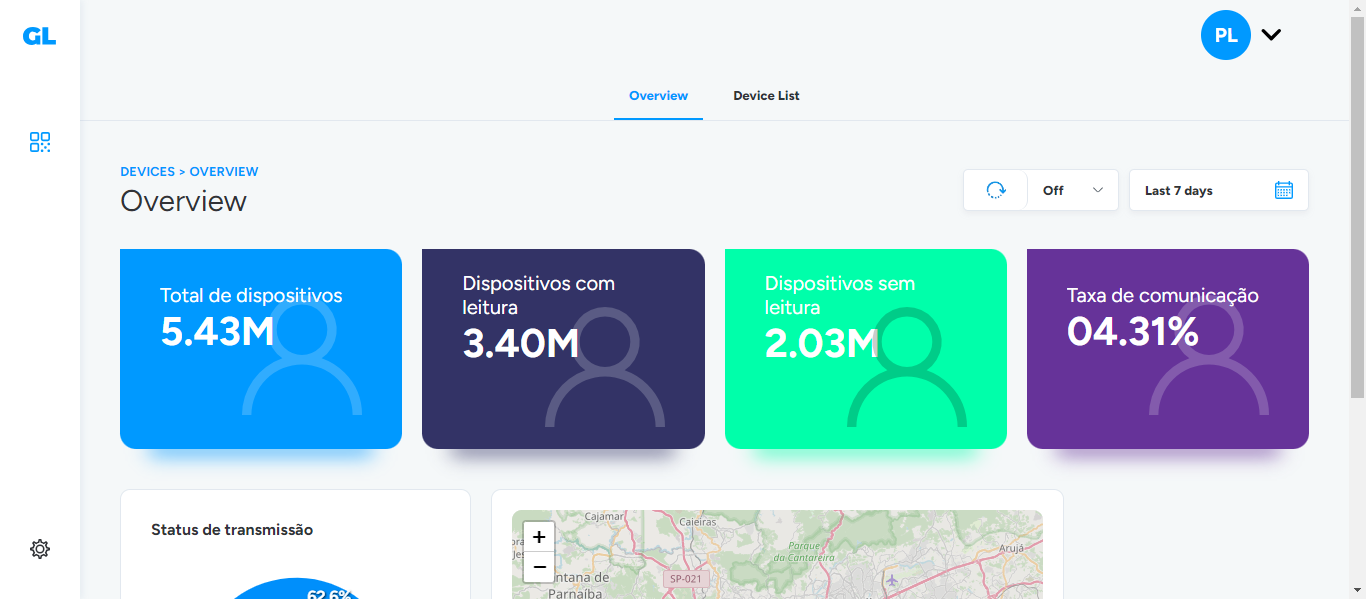 GL
PL
Overview
Device List
DEVICES > OVERVIEW
Overview
Off
Last 7 days
Total de dispositivos
5.43M
Dispositivos com
leitura
3.40M
Dispositivos sem
leitura
2.03M
Taxa de comunicação
04.31%
Status de transmissão
62.6%
+
−
Cajamar
Caieiras
Parque
da Cantareira
Arujá
SP-021
ntana de
Parnaíba